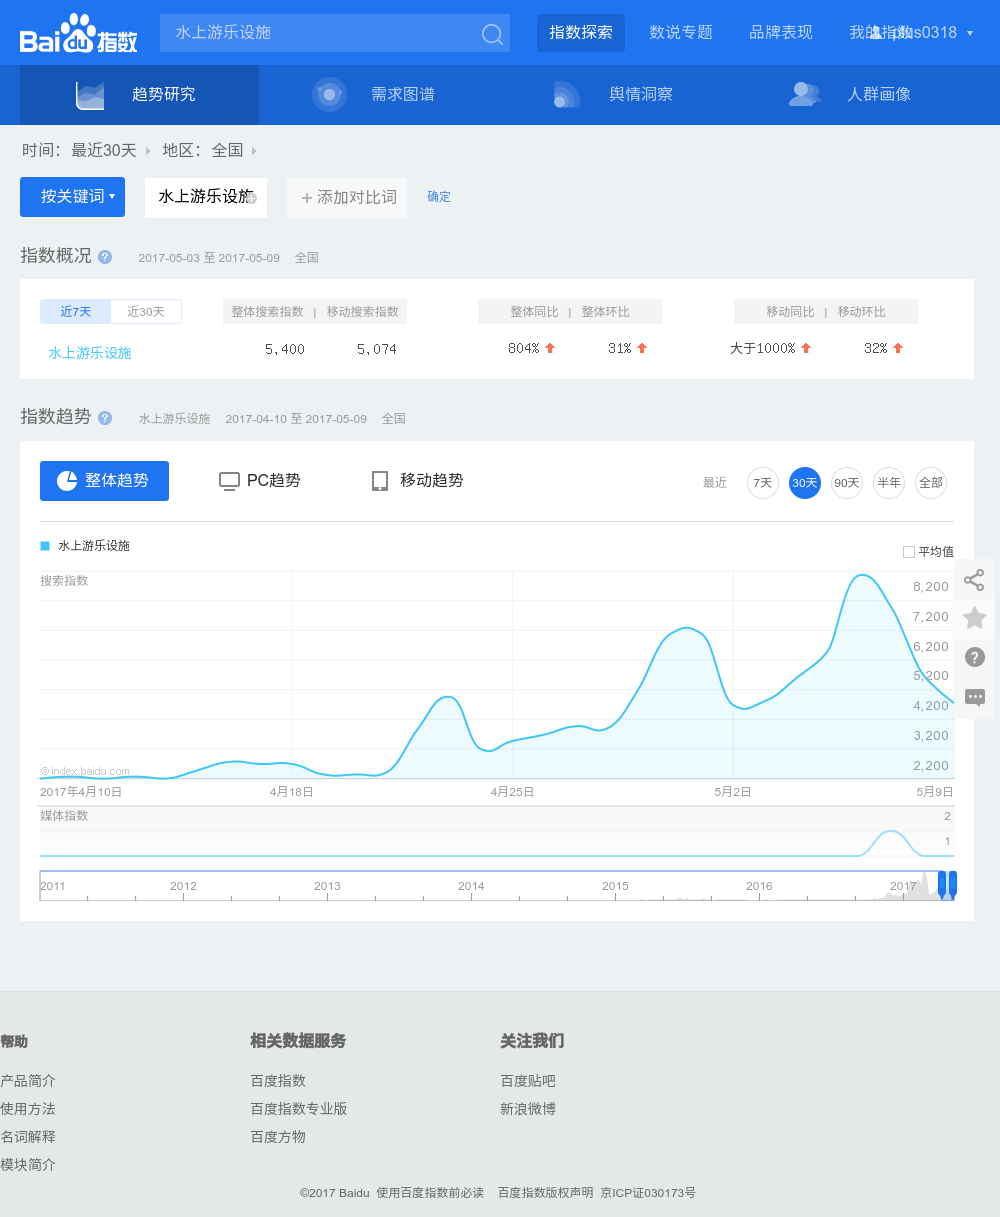 Bai du 指数
水上游乐设施
指数探索 数说专题 品牌表现 我的指数 plus0318
趋势研究 需求图谱 舆情洞察 人群画像
时间： 最近30天 地区： 全国
按关键词 水上游乐设施 + 添加对比词 确定
指数概况 ? 2017-05-03 至 2017-05-09 全国
近7天 近30天 整体搜索指数 | 移动搜索指数 整体同比 | 整体环比 移动同比 | 移动环比
水上游乐设施 5,400 5,074 804% 31% 大于1000% 32%
指数趋势 ? 水上游乐设施 2017-04-10 至 2017-05-09 全国
整体趋势 PC趋势 移动趋势 最近 7天 30天 90天 半年 全部
水上游乐设施
平均值
搜索指数
8,200
7,200
6,200
5,200
4,200
3,200
2,200
©index.baidu.com
2017年4月10日 4月18日 4月25日 5月2日 5月9日
媒体指数 2
1
2011 2012 2013 2014 2015 2016 2017
帮助 相关数据服务 关注我们
产品简介 百度指数 百度贴吧
使用方法 百度指数专业版 新浪微博
名词解释 百度方物
模块简介
©2017 Baidu 使用百度指数前必读 百度指数版权声明 京ICP证030173号